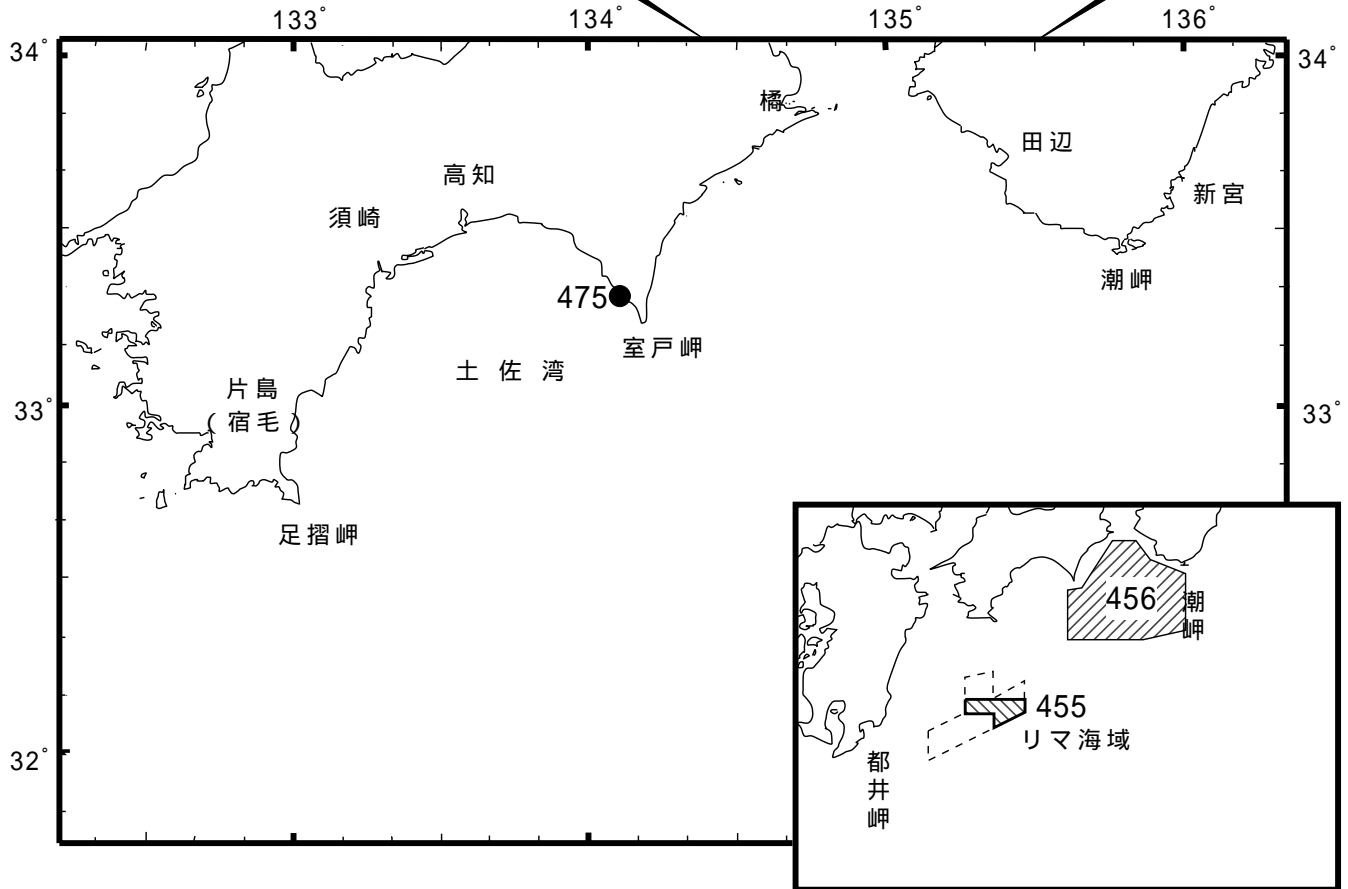 133° 134° 135° 136°
34° 34°
橘
田辺
高知
新宮
須崎
潮岬
475
室戸岬
土佐湾
片島
(宿毛)
33° 33°
足摺岬
456
潮
岬
455
リマ海域
32°
都
井
岬